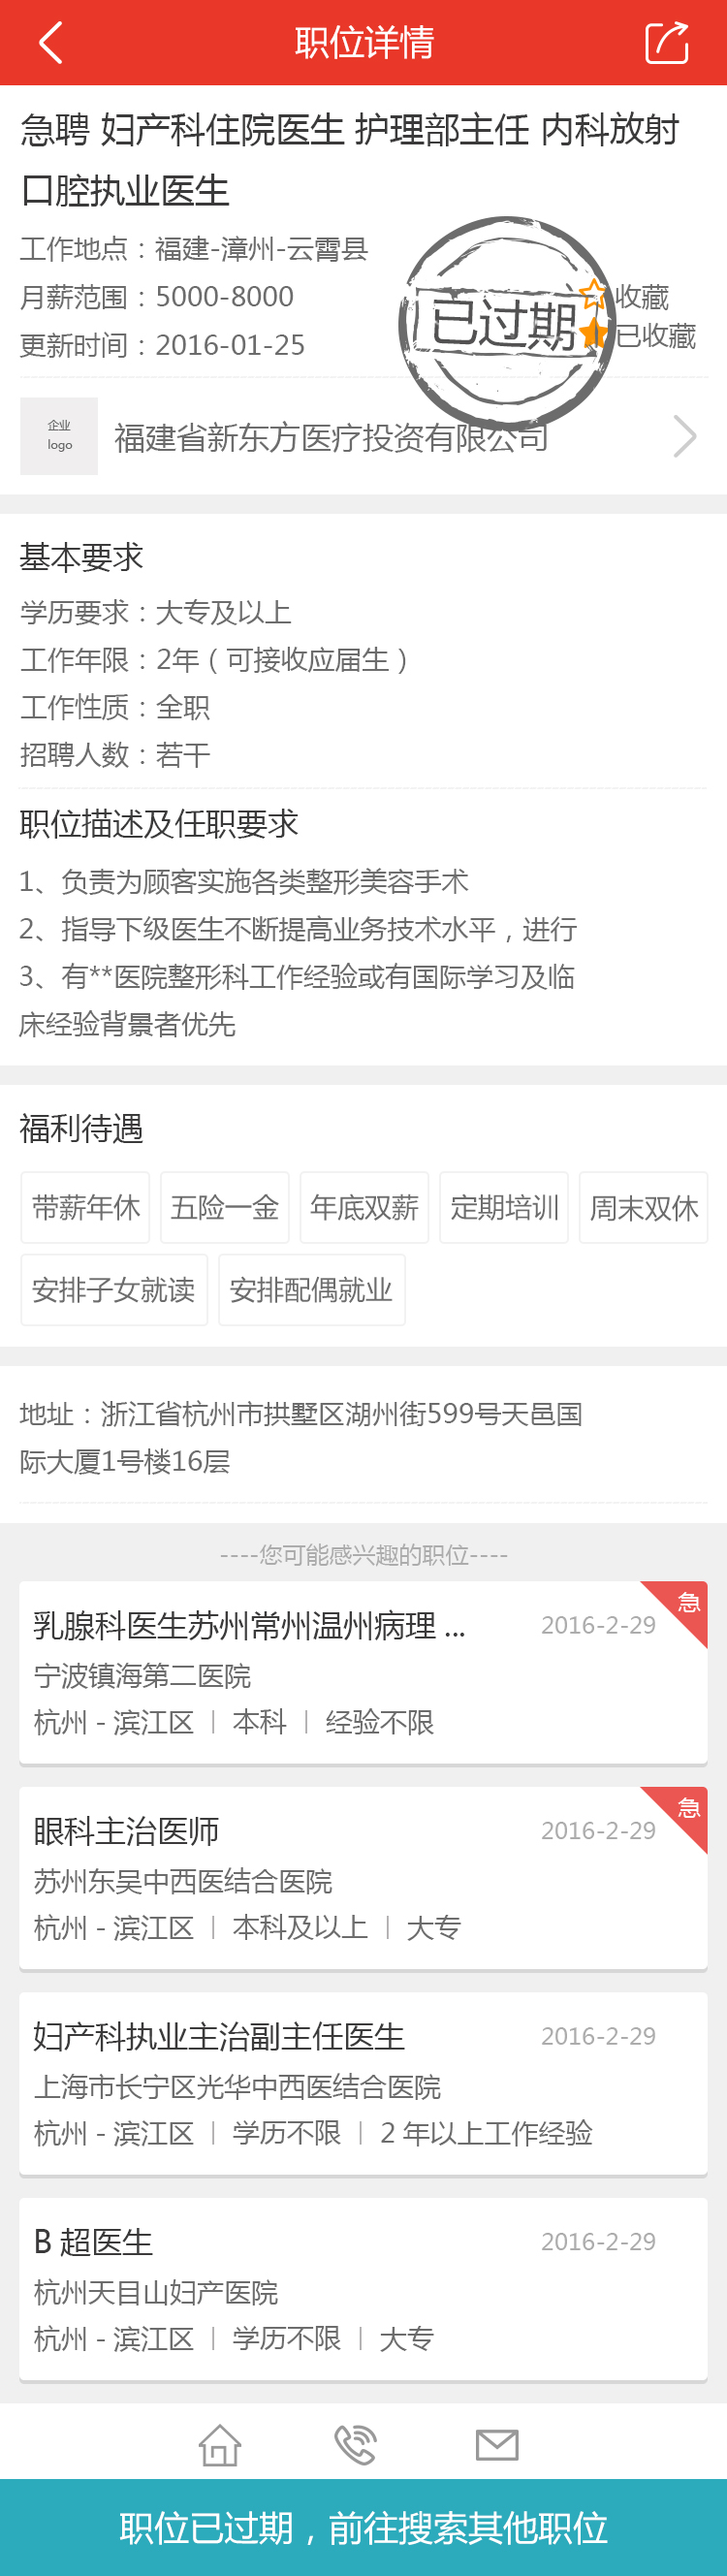 职位详情
急聘 妇产科住院医生 护理部主任 内科放射
口腔执业医生
工作地点：福建-漳州-云霄县
月薪范围：5000-8000
收藏
已过期
已收藏
更新时间：2016-01-25
企业
logo
福建省新东方医疗投资有限公司
基本要求
学历要求：大专及以上
工作年限：2年（可接收应届生）
工作性质：全职
招聘人数：若干
职位描述及任职要求
1、负责为顾客实施各类整形美容手术
2、指导下级医生不断提高业务技术水平，进行
3、有**医院整形科工作经验或有国际学习及临
床经验背景者优先
福利待遇
带薪年休 五险一金 年底双薪 定期培训 周末双休
安排子女就读 安排配偶就业
地址：浙江省杭州市拱墅区湖州街599号天邑国
际大厦1号楼16层
----您可能感兴趣的职位----
急
乳腺科医生苏州常州温州病理 ... 2016-2-29
宁波镇海第二医院
杭州 - 滨江区 | 本科 | 经验不限
急
眼科主治医师 2016-2-29
苏州东吴中西医结合医院
杭州 - 滨江区 | 本科及以上 | 大专
妇产科执业主治副主任医生 2016-2-29
上海市长宁区光华中西医结合医院
杭州 - 滨江区 | 学历不限 | 2 年以上工作经验
B 超医生 2016-2-29
杭州天目山妇产医院
杭州 - 滨江区 | 学历不限 | 大专
职位已过期，前往搜索其他职位